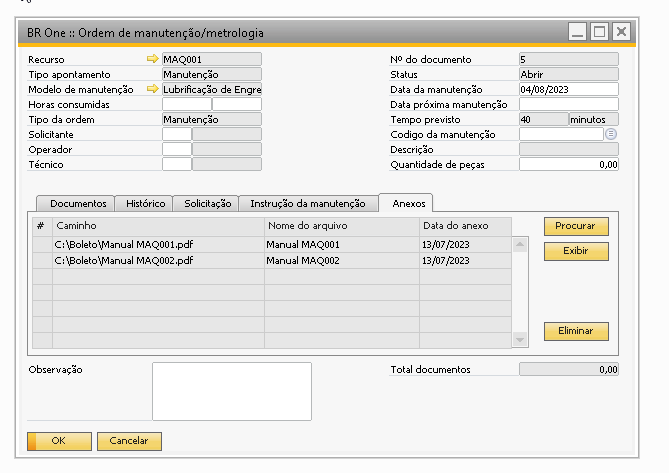 BR One :: Ordem de manutenção/metrologia
Recurso MAQ001 Nº do documento 5
Tipo apontamento Manutenção Status Abrir
Modelo de manutenção Lubrificação de Engre Data da manutenção 04/08/2023
Horas consumidas Data próxima manutenção
Tipo da ordem Manutenção Tempo previsto 40 minutos
Solicitante Codigo da manutenção
Operador Descrição
Técnico Quantidade de peças 0,00
Documentos Histórico Solicitação Instrução da manutenção Anexos
# Caminho Nome do arquivo Data do anexo Procurar
C:\Boleto\Manual MAQ001.pdf Manual MAQ001 13/07/2023 Exibir
C:\Boleto\Manual MAQ002.pdf Manual MAQ002 13/07/2023
Eliminar
Observação Total documentos 0,00
OK Cancelar